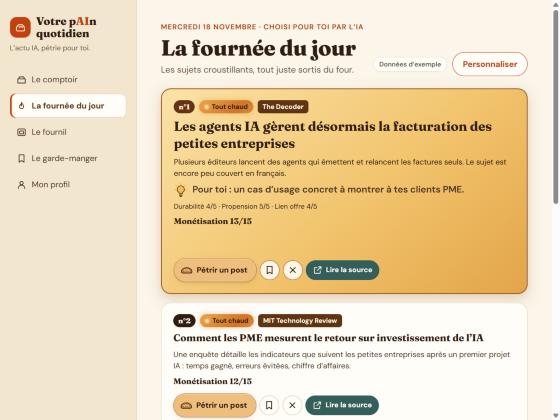 Votre pAIn
quotidien
L'actu IA, pétrie pour toi.
Le comptoir
La fournée du jour
Le fournil
Le garde-manger
Mon profil
MERCREDI 18 NOVEMBRE · CHOISI POUR TOI PAR L'IA
La fournée du jour
Les sujets croustillants, tout juste sortis du four.
Données d'exemple
Personnaliser
n°1 Tout chaud The Decoder
Les agents IA gèrent désormais la facturation des
petites entreprises
Plusieurs éditeurs lancent des agents qui émettent et relancent les factures seuls. Le sujet est
encore peu couvert en français.
Pour toi : un cas d'usage concret à montrer à tes clients PME.
Durabilité 4/5 · Propension 5/5 · Lien offre 4/5
Monétisation 13/15
Pétrir un post
Lire la source
n°2 Tout chaud MIT Technology Review
Comment les PME mesurent le retour sur investissement de l'IA
Une enquête détaille les indicateurs que suivent les petites entreprises après un premier projet
IA : temps gagné, erreurs évitées, chiffre d'affaires.
Monétisation 12/15
Pétrir un post
Lire la source